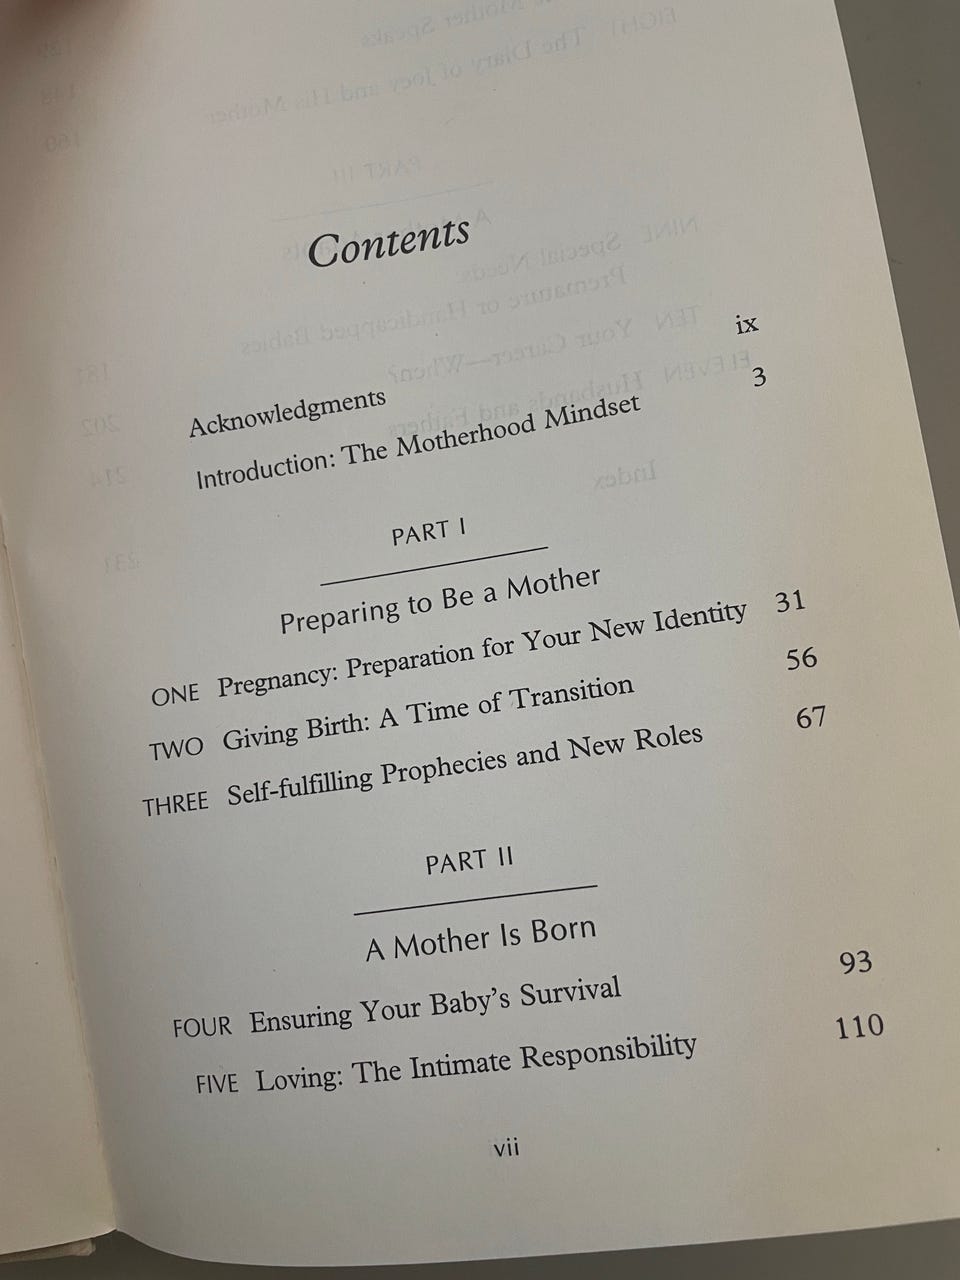 Contents
Acknowledgments ix
Introduction: The Motherhood Mindset 3
PART I
Preparing to Be a Mother
ONE Pregnancy: Preparation for Your New Identity 31
TWO Giving Birth: A Time of Transition 56
THREE Self-fulfilling Prophecies and New Roles 67
PART II
A Mother Is Born
FOUR Ensuring Your Baby's Survival 93
FIVE Loving: The Intimate Responsibility 110
vii